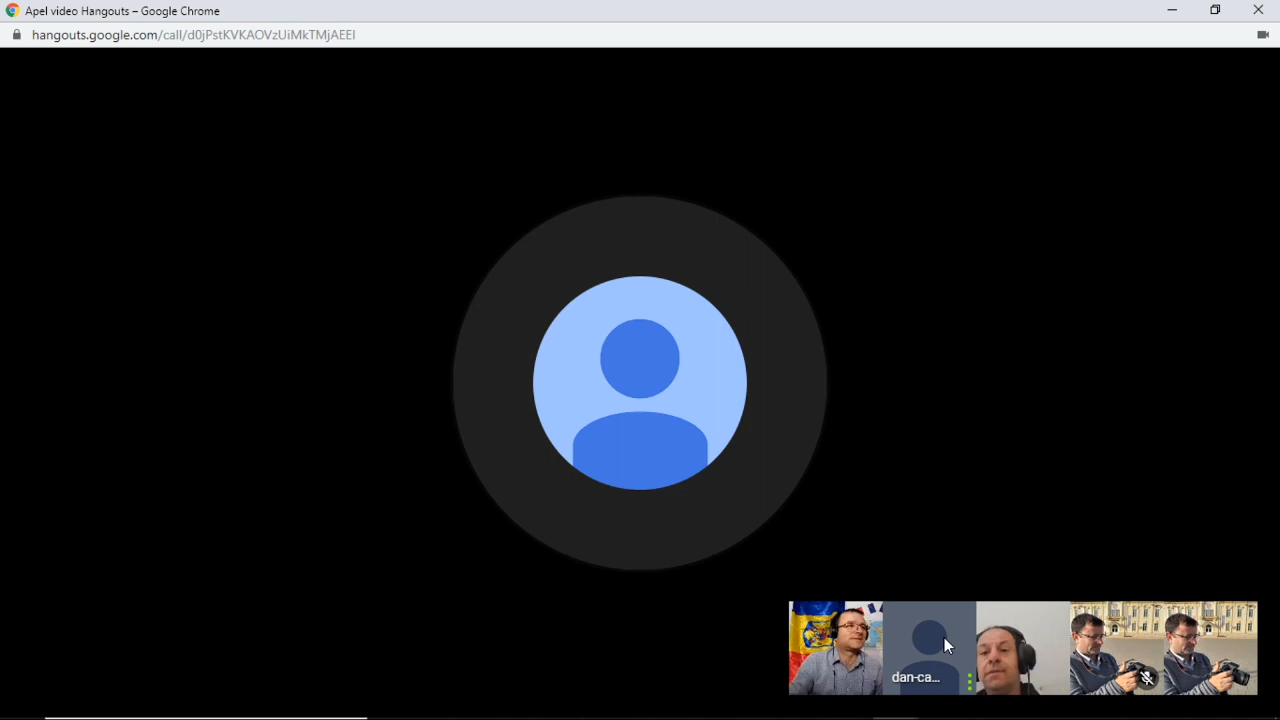 Apel video Hangouts – Google Chrome
hangouts.google.com/call/d0jPstKVKAOVzUiMkTMjAEEI
dan-ca...